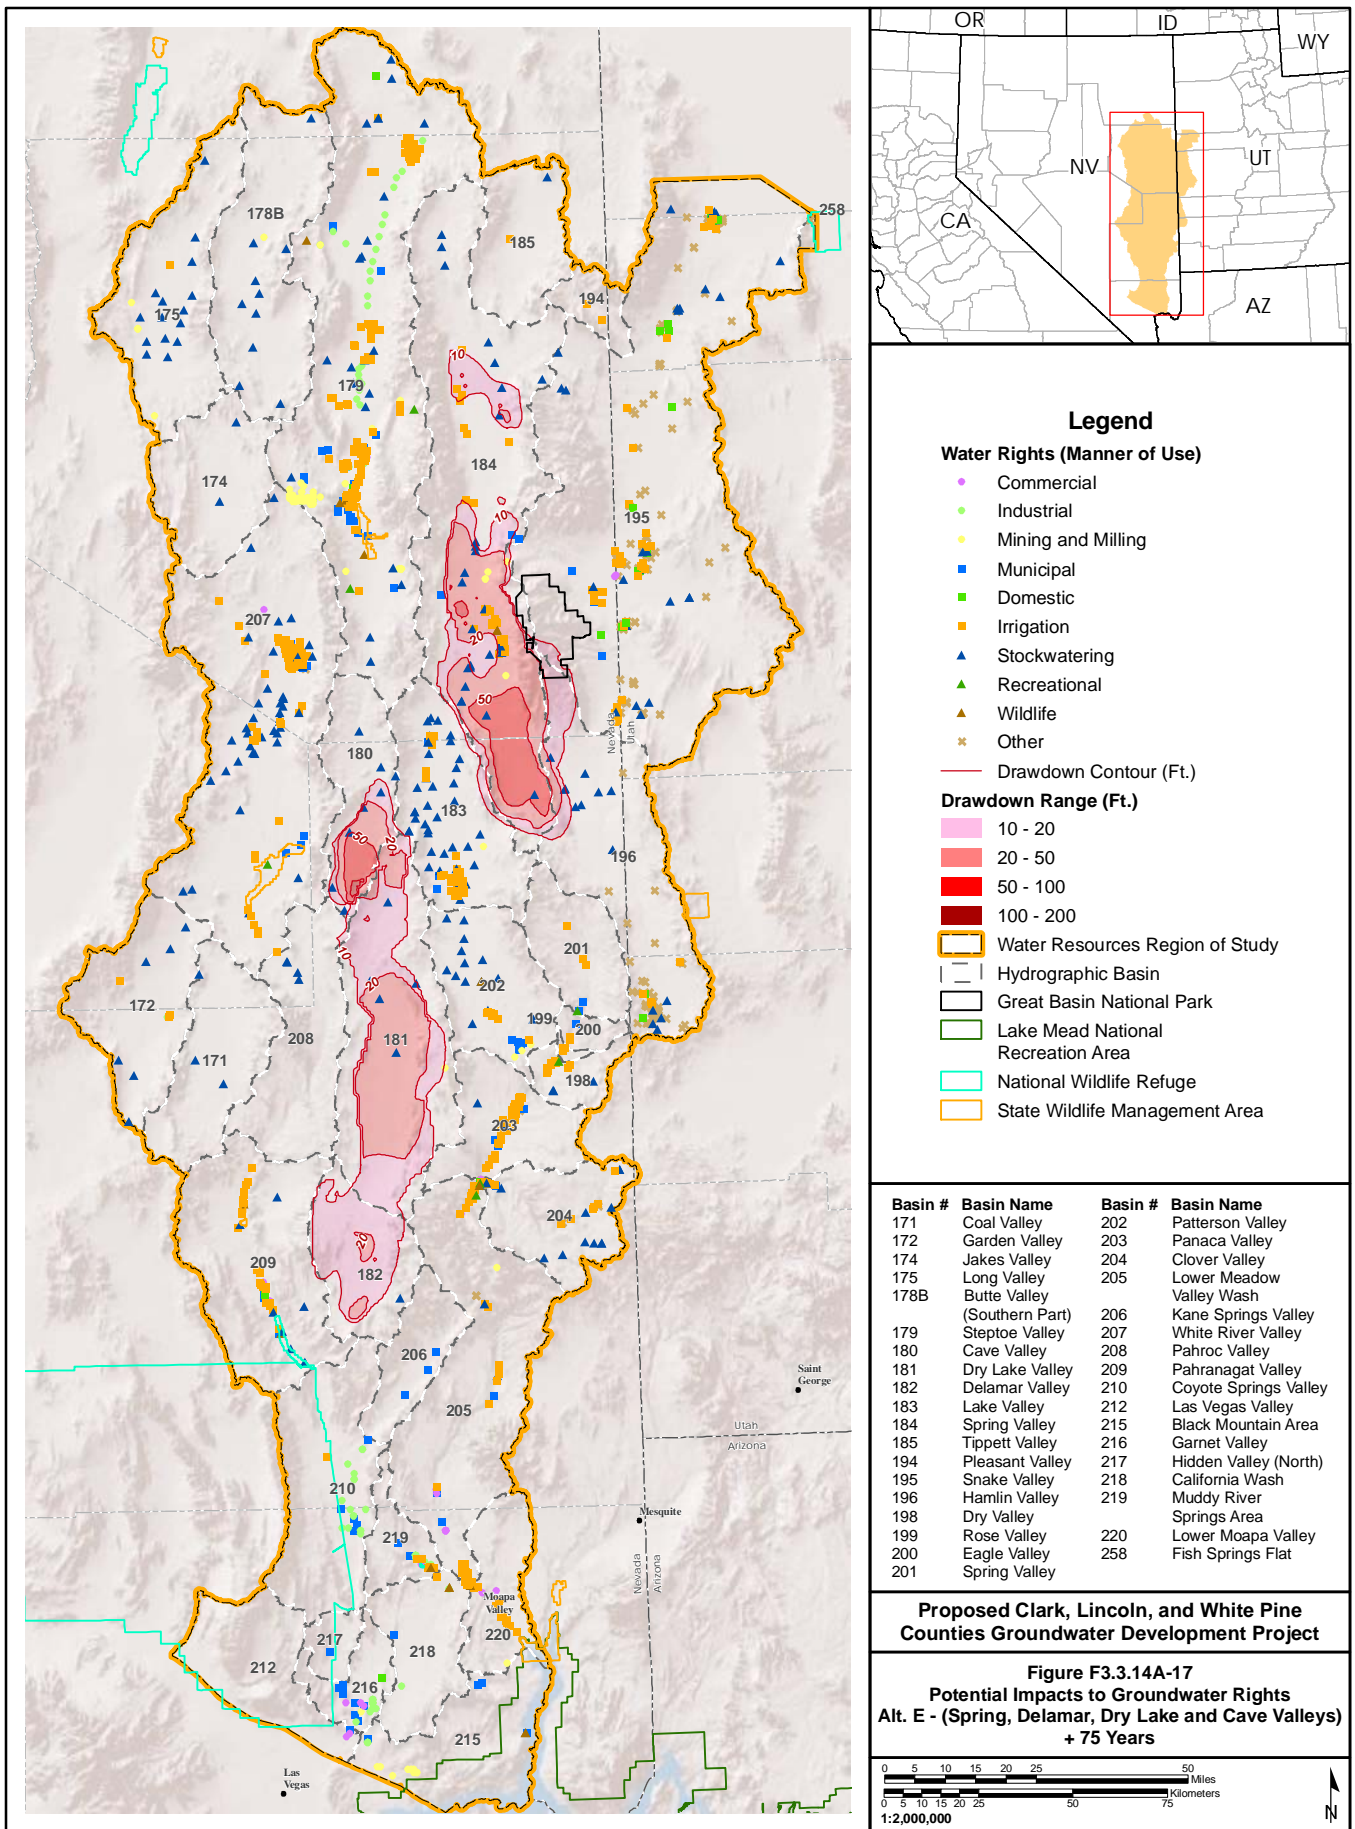 OR
ID
WY
NV
UT
CA
AZ
258
178B
185
194
175
179
174
184
195
207
180
183
196
201
202
172
199
200
208
181
171
198
203
204
209
182
206
205
210
219
220
217
218
212
216
215
10
10
20
50
50
20
10
20
20
Nevada
Utah
Utah
Arizona
Nevada
Arizona
Saint
George
Mesquite
Moapa
Valley
Las
Vegas
Legend
Water Rights (Manner of Use)
Commercial
Industrial
Mining and Milling
Municipal
Domestic
Irrigation
Stockwatering
Recreational
Wildlife
Other
Drawdown Contour (Ft.)
Drawdown Range (Ft.)
10 - 20
20 - 50
50 - 100
100 - 200
Water Resources Region of Study
Hydrographic Basin
Great Basin National Park
Lake Mead National
Recreation Area
National Wildlife Refuge
State Wildlife Management Area
Basin # Basin Name Basin # Basin Name
171 Coal Valley 202 Patterson Valley
172 Garden Valley 203 Panaca Valley
174 Jakes Valley 204 Clover Valley
175 Long Valley 205 Lower Meadow
178B Butte Valley Valley Wash
(Southern Part) 206 Kane Springs Valley
179 Steptoe Valley 207 White River Valley
180 Cave Valley 208 Pahroc Valley
181 Dry Lake Valley 209 Pahranagat Valley
182 Delamar Valley 210 Coyote Springs Valley
183 Lake Valley 212 Las Vegas Valley
184 Spring Valley 215 Black Mountain Area
185 Tippett Valley 216 Garnet Valley
194 Pleasant Valley 217 Hidden Valley (North)
195 Snake Valley 218 California Wash
196 Hamlin Valley 219 Muddy River
198 Dry Valley Springs Area
199 Rose Valley 220 Lower Moapa Valley
200 Eagle Valley 258 Fish Springs Flat
201 Spring Valley
Proposed Clark, Lincoln, and White Pine
Counties Groundwater Development Project
Figure F3.3.14A-17
Potential Impacts to Groundwater Rights
Alt. E - (Spring, Delamar, Dry Lake and Cave Valleys)
+ 75 Years
0 5 10 15 20 25 50
Miles
Kilometers
0 5 10 15 20 25 50 75
1:2,000,000
N